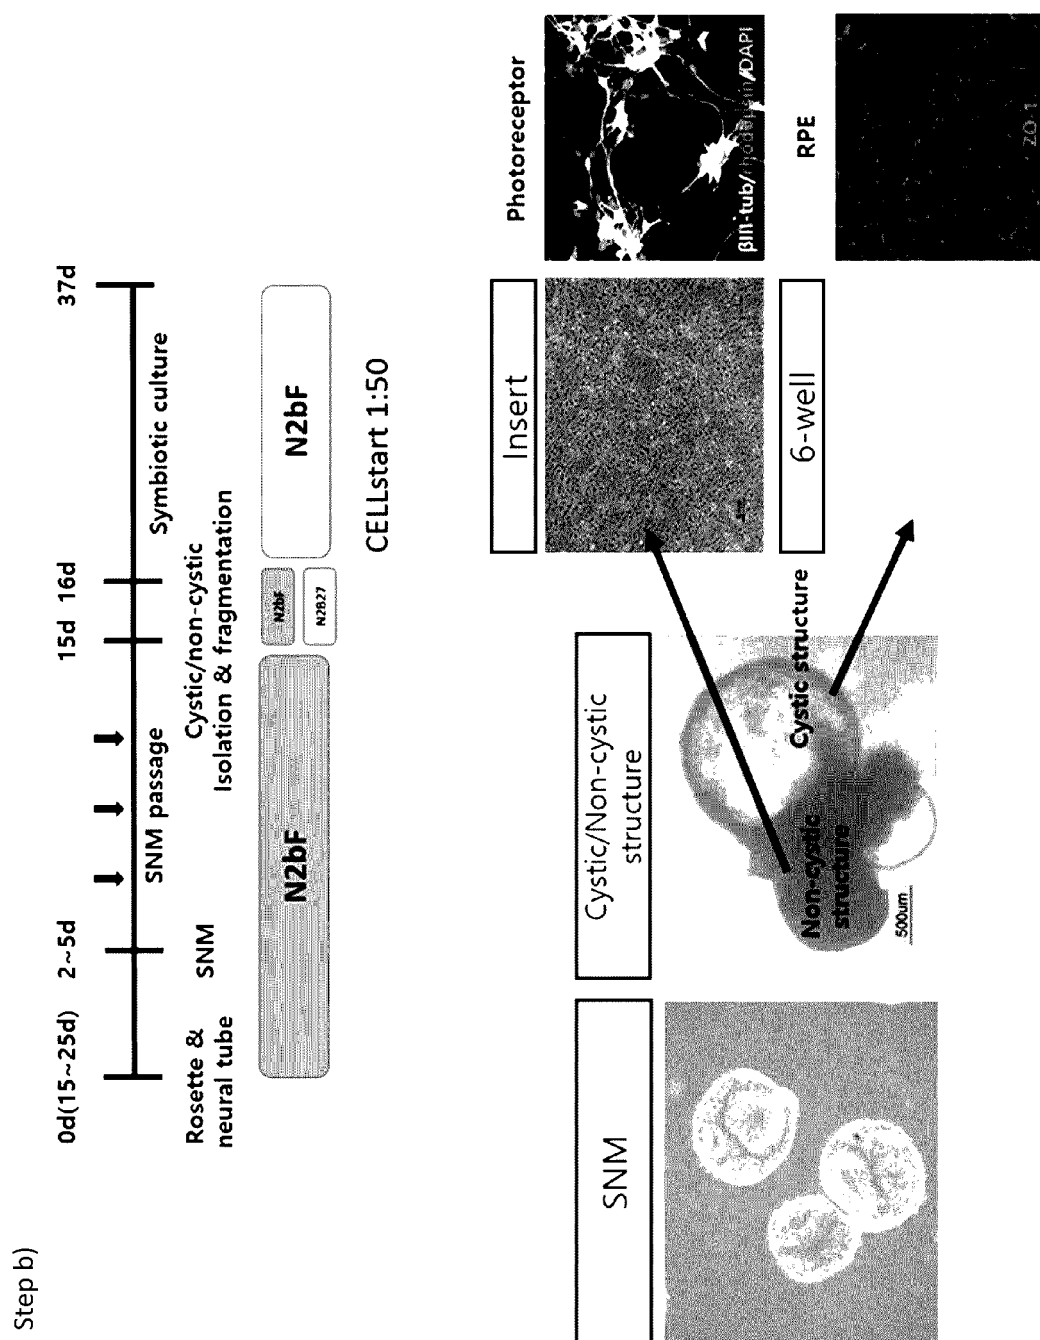 Step b)
0d(15~25d)
2~5d
15d
16d
37d
SNM passage
Symbiotic culture
Rosette &
neural tube
SNM
Cystic/non-cystic
Isolation & fragmentation
N2bF
N2bF
N2B27
N2bF
CELLstart 1:50
SNM
Cystic/Non-cystic
structure
Non-cystic
structure
Cystic structure
500um
Insert
6-well
Photoreceptor
βIII-tub/rhodopsin/DAPI
RPE
ZO-1